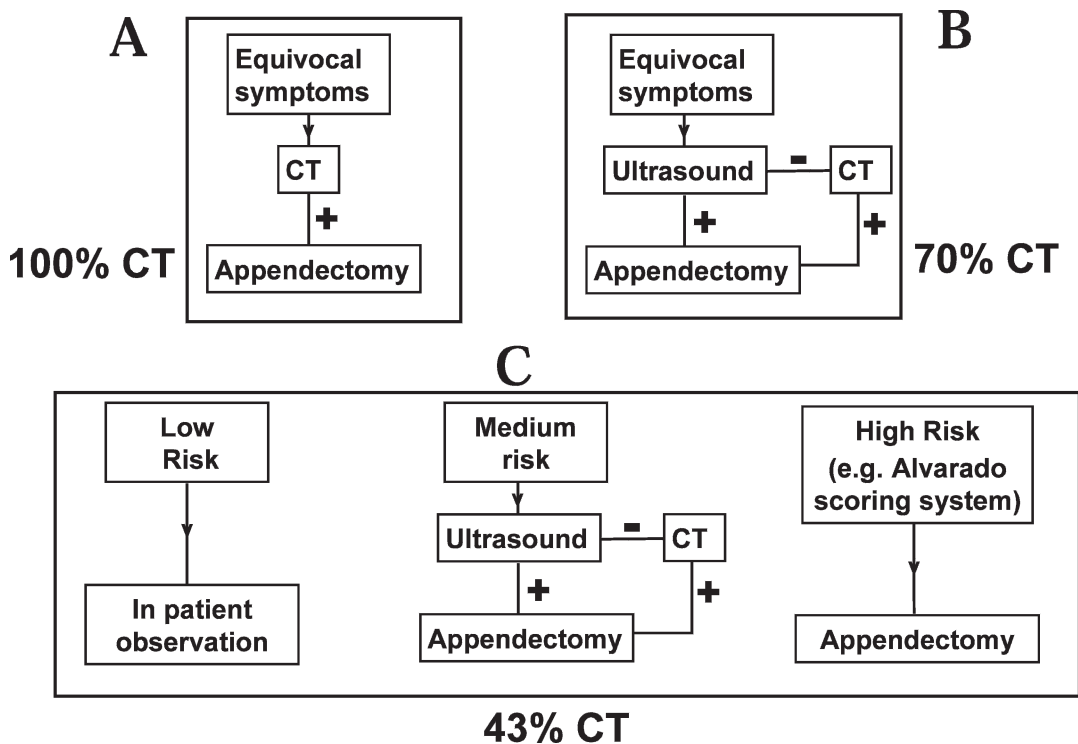 A
Equivocal
symptoms
CT
+
Appendectomy
100% CT
B
Equivocal
symptoms
Ultrasound
-
CT
+
+
Appendectomy
70% CT
C
Low
Risk
In patient
observation
Medium
risk
Ultrasound
-
CT
+
+
Appendectomy
High Risk
(e.g. Alvarado
scoring system)
Appendectomy
43% CT